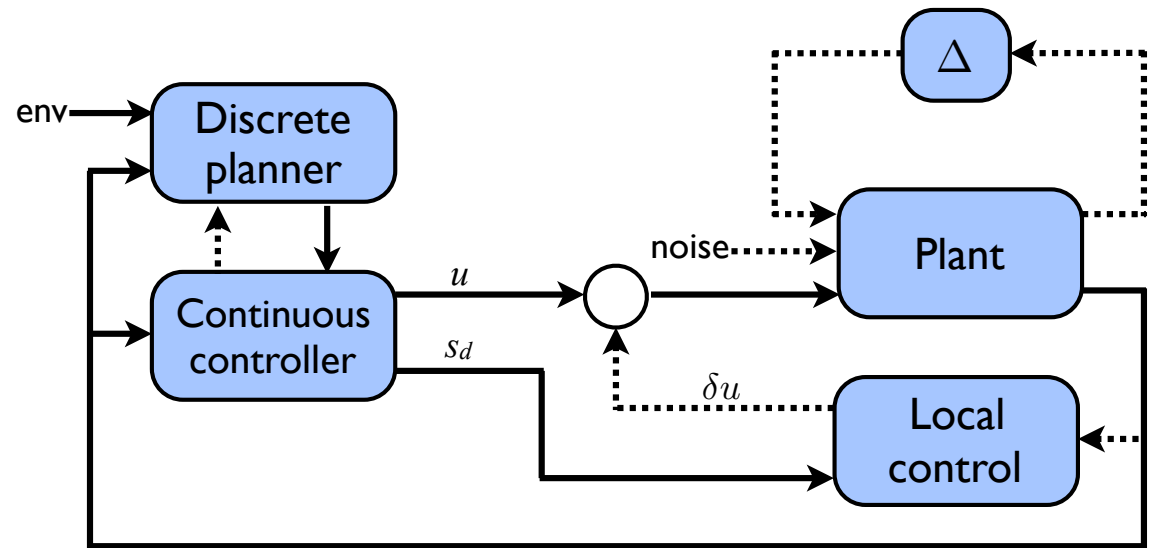 Δ
env
Discrete
planner
noise
Plant
u
Continuous
controller
s_d
δu
Local
control